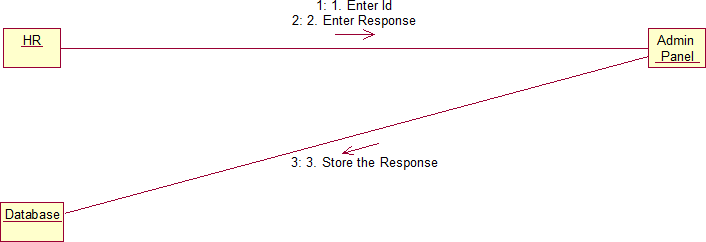 1: 1. Enter Id
2: 2. Enter Response
HR
Admin
Panel
3: 3. Store the Response
Database